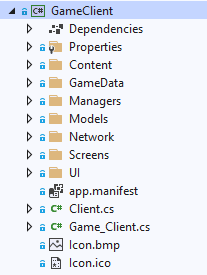 C# GameClient
Dependencies
Properties
Content
GameData
Managers
Models
Network
Screens
UI
app.manifest
C# Client.cs
C# Game_Client.cs
Icon.bmp
Icon.ico